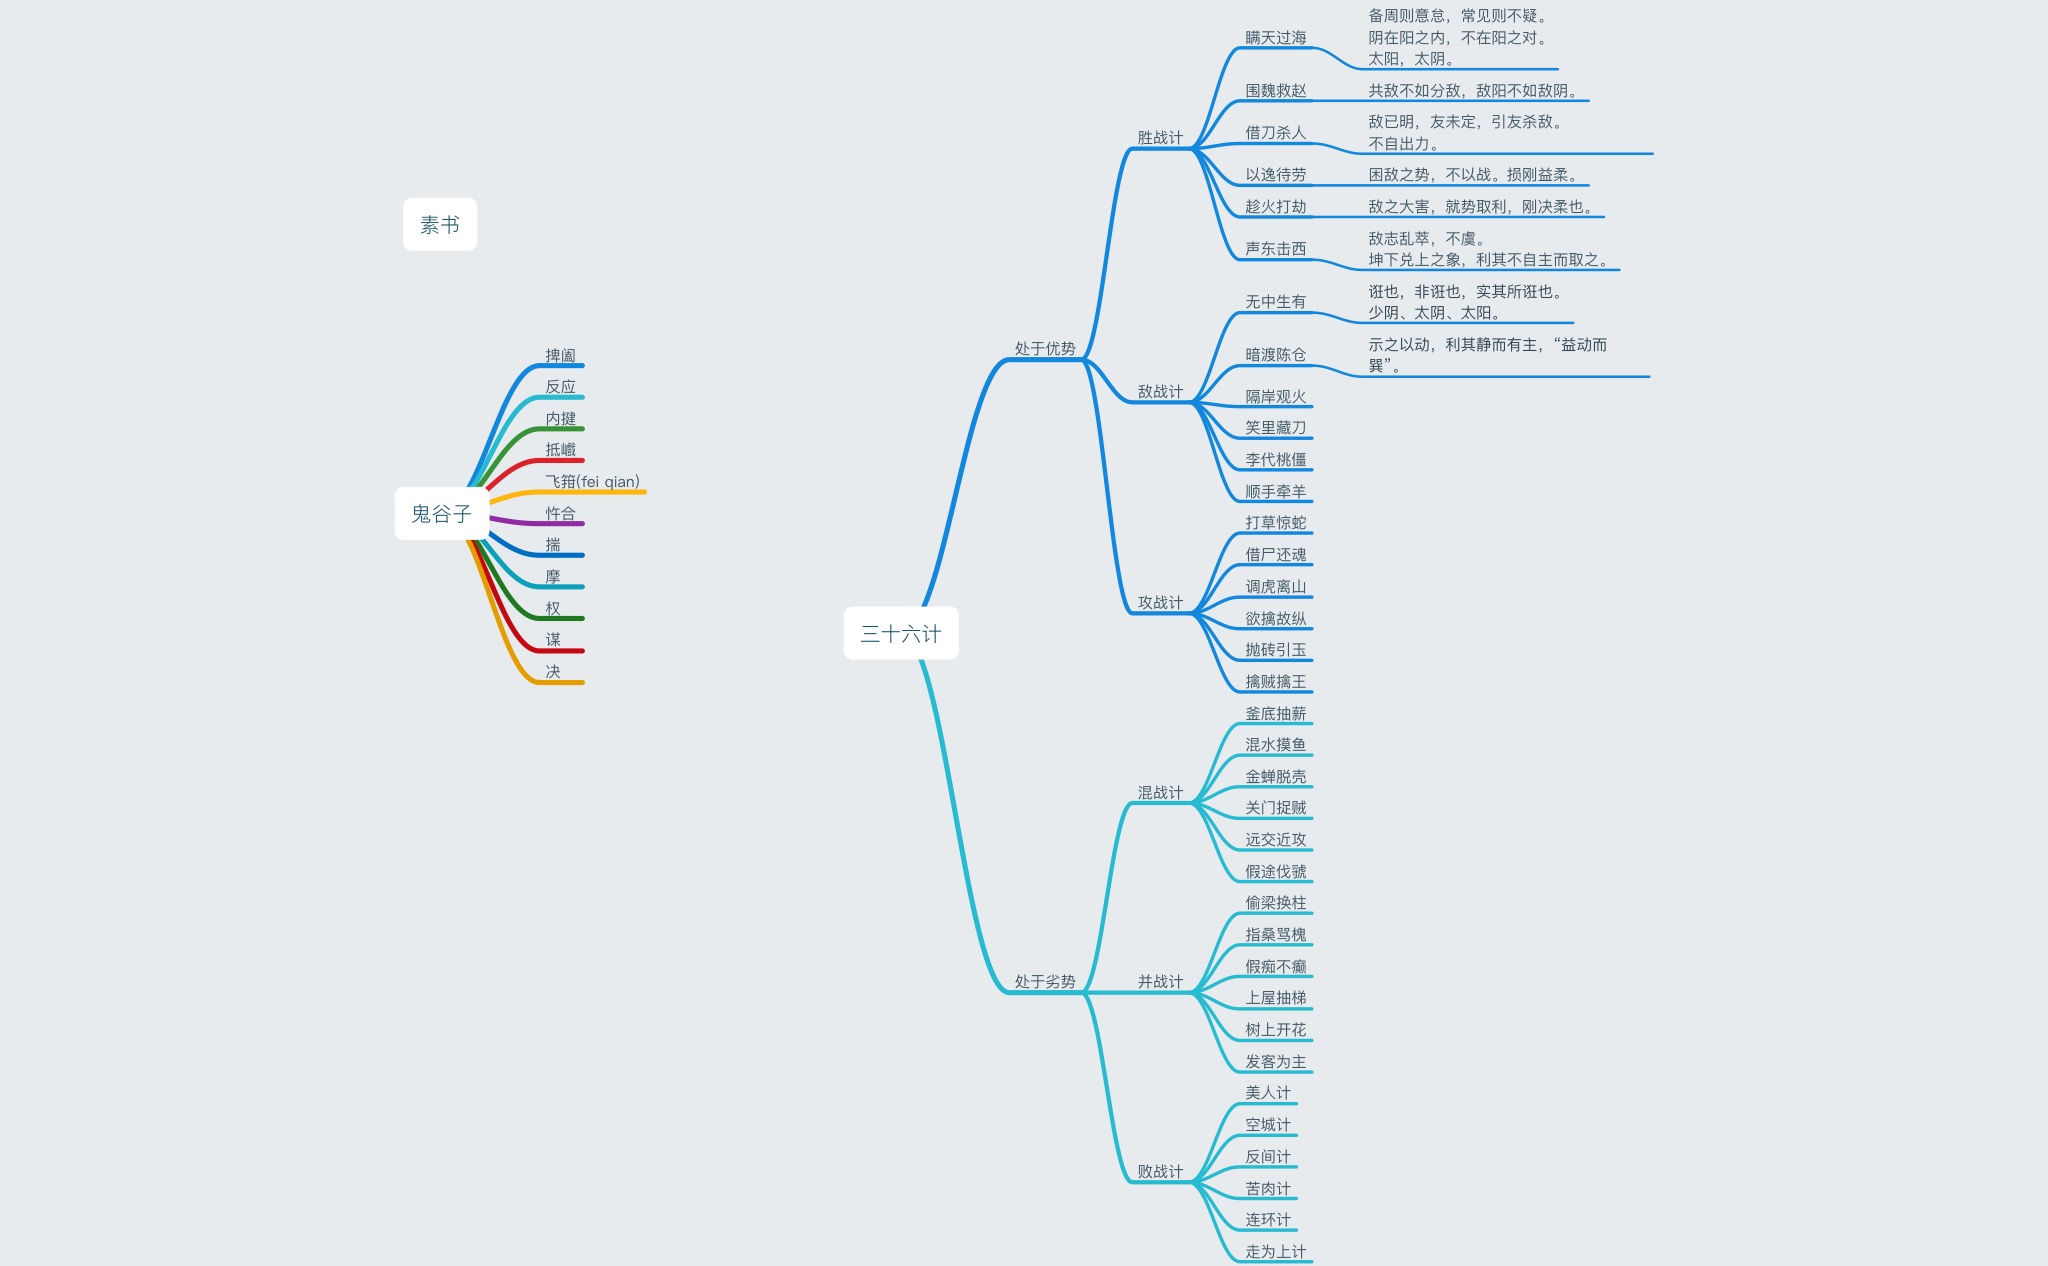 素书
鬼谷子
捭阖
反应
内揵
抵巇
飞箝(fei qian)
忤合
揣
摩
权
谋
决
三十六计
处于优势
胜战计
瞒天过海
备周则意怠，常见则不疑。
阴在阳之内，不在阳之对。
太阳，太阴。
围魏救赵
共敌不如分敌，敌阳不如敌阴。
借刀杀人
敌已明，友未定，引友杀敌。
不自出力。
以逸待劳
困敌之势，不以战。损刚益柔。
趁火打劫
敌之大害，就势取利，刚决柔也。
声东击西
敌志乱萃，不虞。
坤下兑上之象，利其不自主而取之。
敌战计
无中生有
诳也，非诳也，实其所诳也。
少阴、太阴、太阳。
暗渡陈仓
示之以动，利其静而有主，“益动而
巽”。
隔岸观火
笑里藏刀
李代桃僵
顺手牵羊
攻战计
打草惊蛇
借尸还魂
调虎离山
欲擒故纵
抛砖引玉
擒贼擒王
处于劣势
混战计
釜底抽薪
混水摸鱼
金蝉脱壳
关门捉贼
远交近攻
假途伐虢
并战计
偷梁换柱
指桑骂槐
假痴不癫
上屋抽梯
树上开花
发客为主
败战计
美人计
空城计
反间计
苦肉计
连环计
走为上计